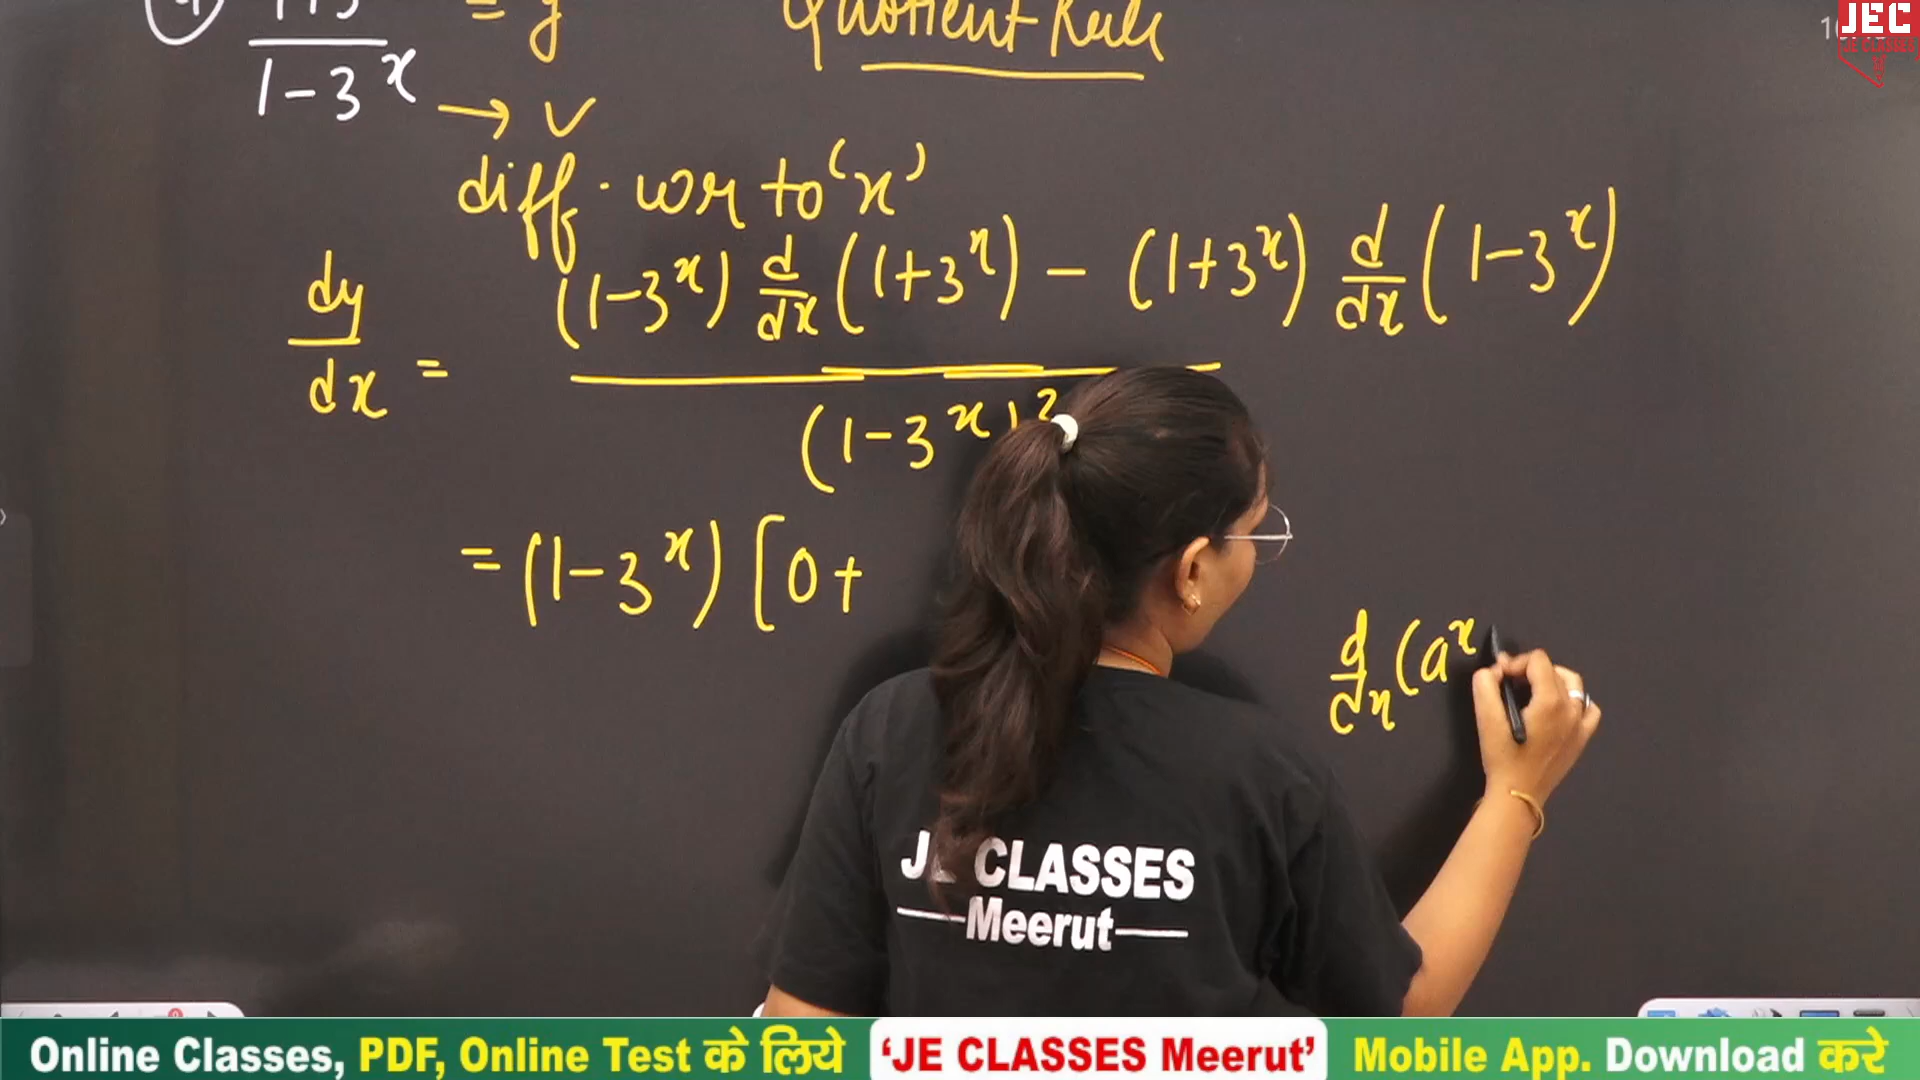 = y Quotient Rule
1-3^x → v
diff. wr to 'x'
dy/dx = (1-3^x) d/dx (1+3^x) - (1+3^x) d/dx (1-3^x)
(1-3^x)^2
= (1-3^x) [0+
d/dx (a^x
JE CLASSES
Meerut
JEC
JE CLASSES
Online Classes, PDF, Online Test के लिये 'JE CLASSES Meerut' Mobile App. Download करे